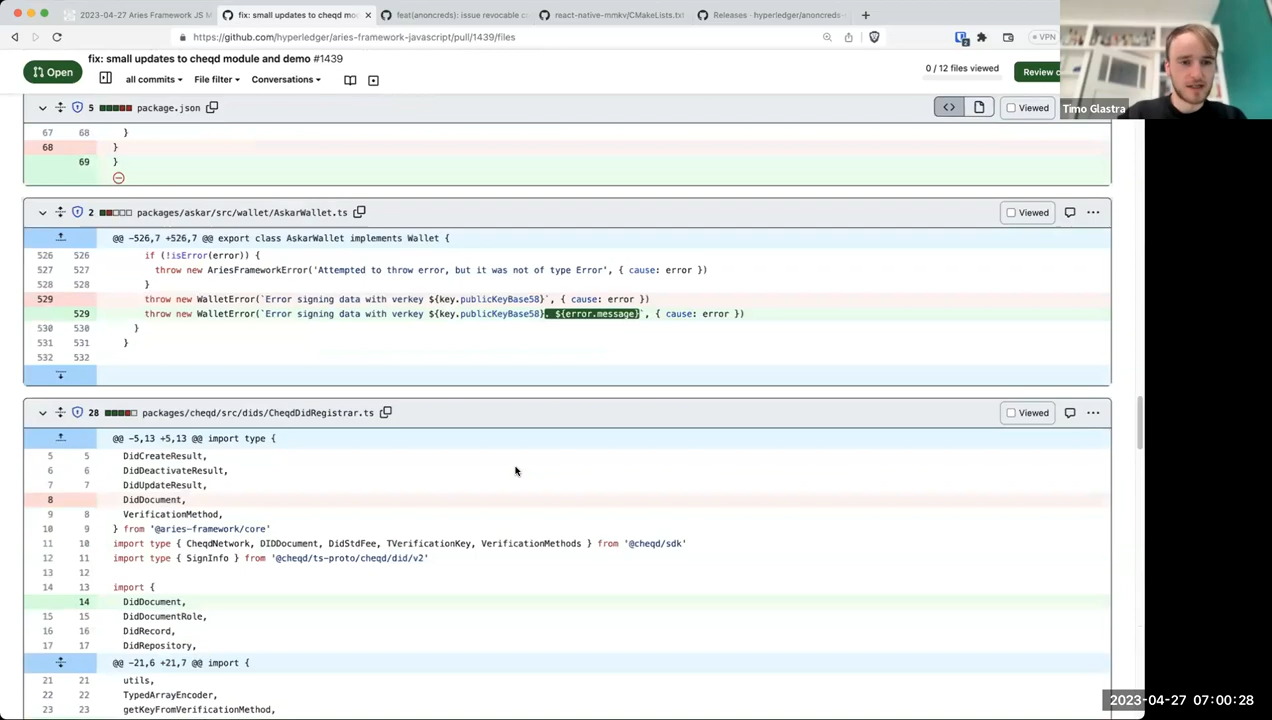 2023-04-27 Aries Framework JS M
fix: small updates to cheqd mo
feat(anoncreds): issue revocable c
react-native-mmkv/CMakeLists.txt
Releases · hyperledger/anoncreds-
https://github.com/hyperledger/aries-framework-javascript/pull/1439/files
VPN
Open
fix: small updates to cheqd module and demo #1439
all commits
File filter
Conversations
0 / 12 files viewed
Review c
Timo Glastra
5 package.json
Viewed
67 68 }
68 }
69 }
2 packages/askar/src/wallet/AskarWallet.ts
Viewed
@@ -526,7 +526,7 @@ export class AskarWallet implements Wallet {
526 526 if (!isError(error)) {
527 527 throw new AriesFrameworkError('Attempted to throw error, but it was not of type Error', { cause: error })
528 528 }
529 throw new WalletError(`Error signing data with verkey ${key.publicKeyBase58}`, { cause: error })
529 throw new WalletError(`Error signing data with verkey ${key.publicKeyBase58}. ${error.message}`, { cause: error })
530 530 }
531 531 }
532 532
28 packages/cheqd/src/dids/CheqdDidRegistrar.ts
Viewed
@@ -5,13 +5,13 @@ import type {
5 5 DidCreateResult,
6 6 DidDeactivateResult,
7 7 DidUpdateResult,
8 DidDocument,
9 8 VerificationMethod,
10 9 } from '@aries-framework/core'
11 10 import type { CheqdNetwork, DIDDocument, DidStdFee, TVerificationKey, VerificationMethods } from '@cheqd/sdk'
12 11 import type { SignInfo } from '@cheqd/ts-proto/cheqd/did/v2'
13 12
14 13 import {
14 DidDocument,
15 15 DidDocumentRole,
16 16 DidRecord,
17 17 DidRepository,
@@ -21,6 +21,7 @@ import {
21 21 utils,
22 22 TypedArrayEncoder,
23 23 getKeyFromVerificationMethod,
2023-04-27 07:00:28